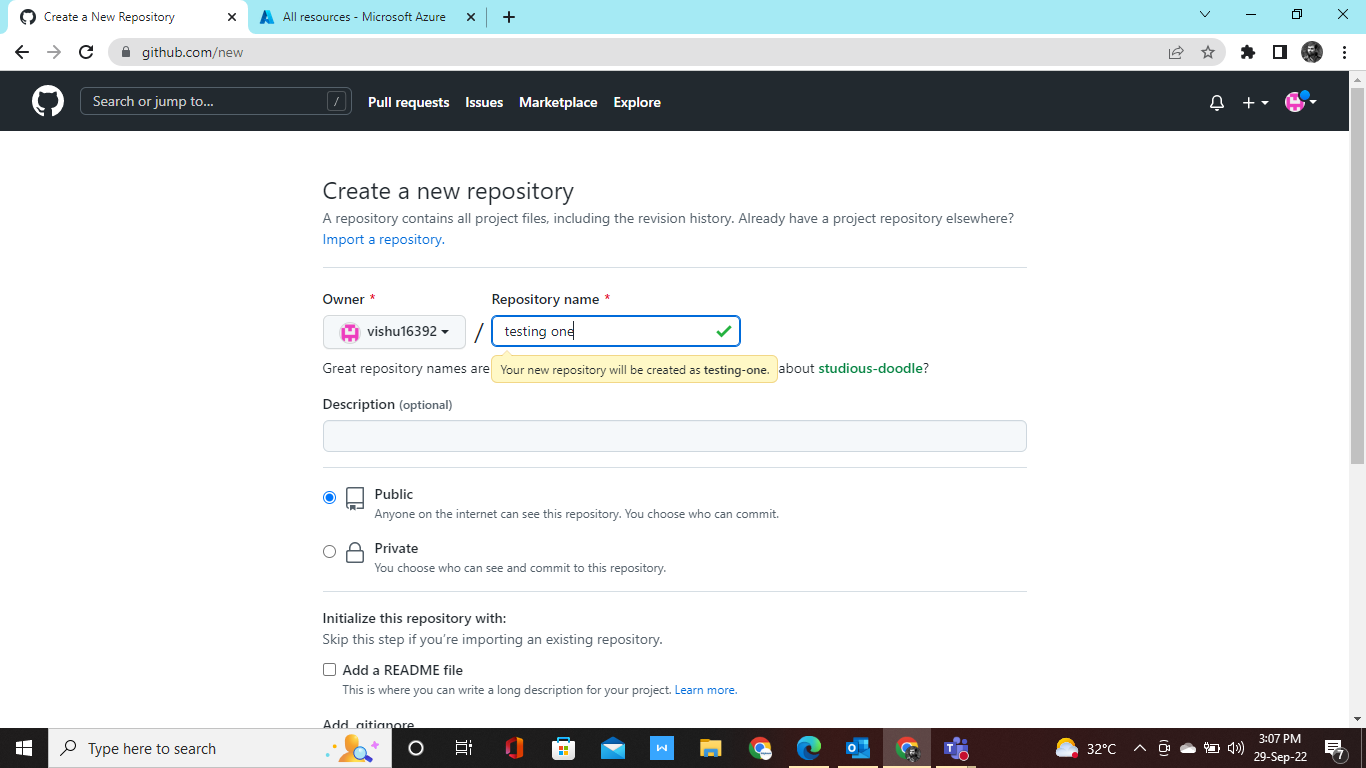 Create a New Repository
All resources - Microsoft Azure
github.com/new
Search or jump to...
/
Pull requests
Issues
Marketplace
Explore
Create a new repository
A repository contains all project files, including the revision history. Already have a project repository elsewhere?
Import a repository.
Owner *
Repository name *
vishu16392
/
testing one
Great repository names are
Your new repository will be created as testing-one.
about studious-doodle?
Description (optional)
Public
Anyone on the internet can see this repository. You choose who can commit.
Private
You choose who can see and commit to this repository.
Initialize this repository with:
Skip this step if you're importing an existing repository.
Add a README file
This is where you can write a long description for your project. Learn more.
Add .gitignore
Type here to search
32°C
3:07 PM
29-Sep-22
7